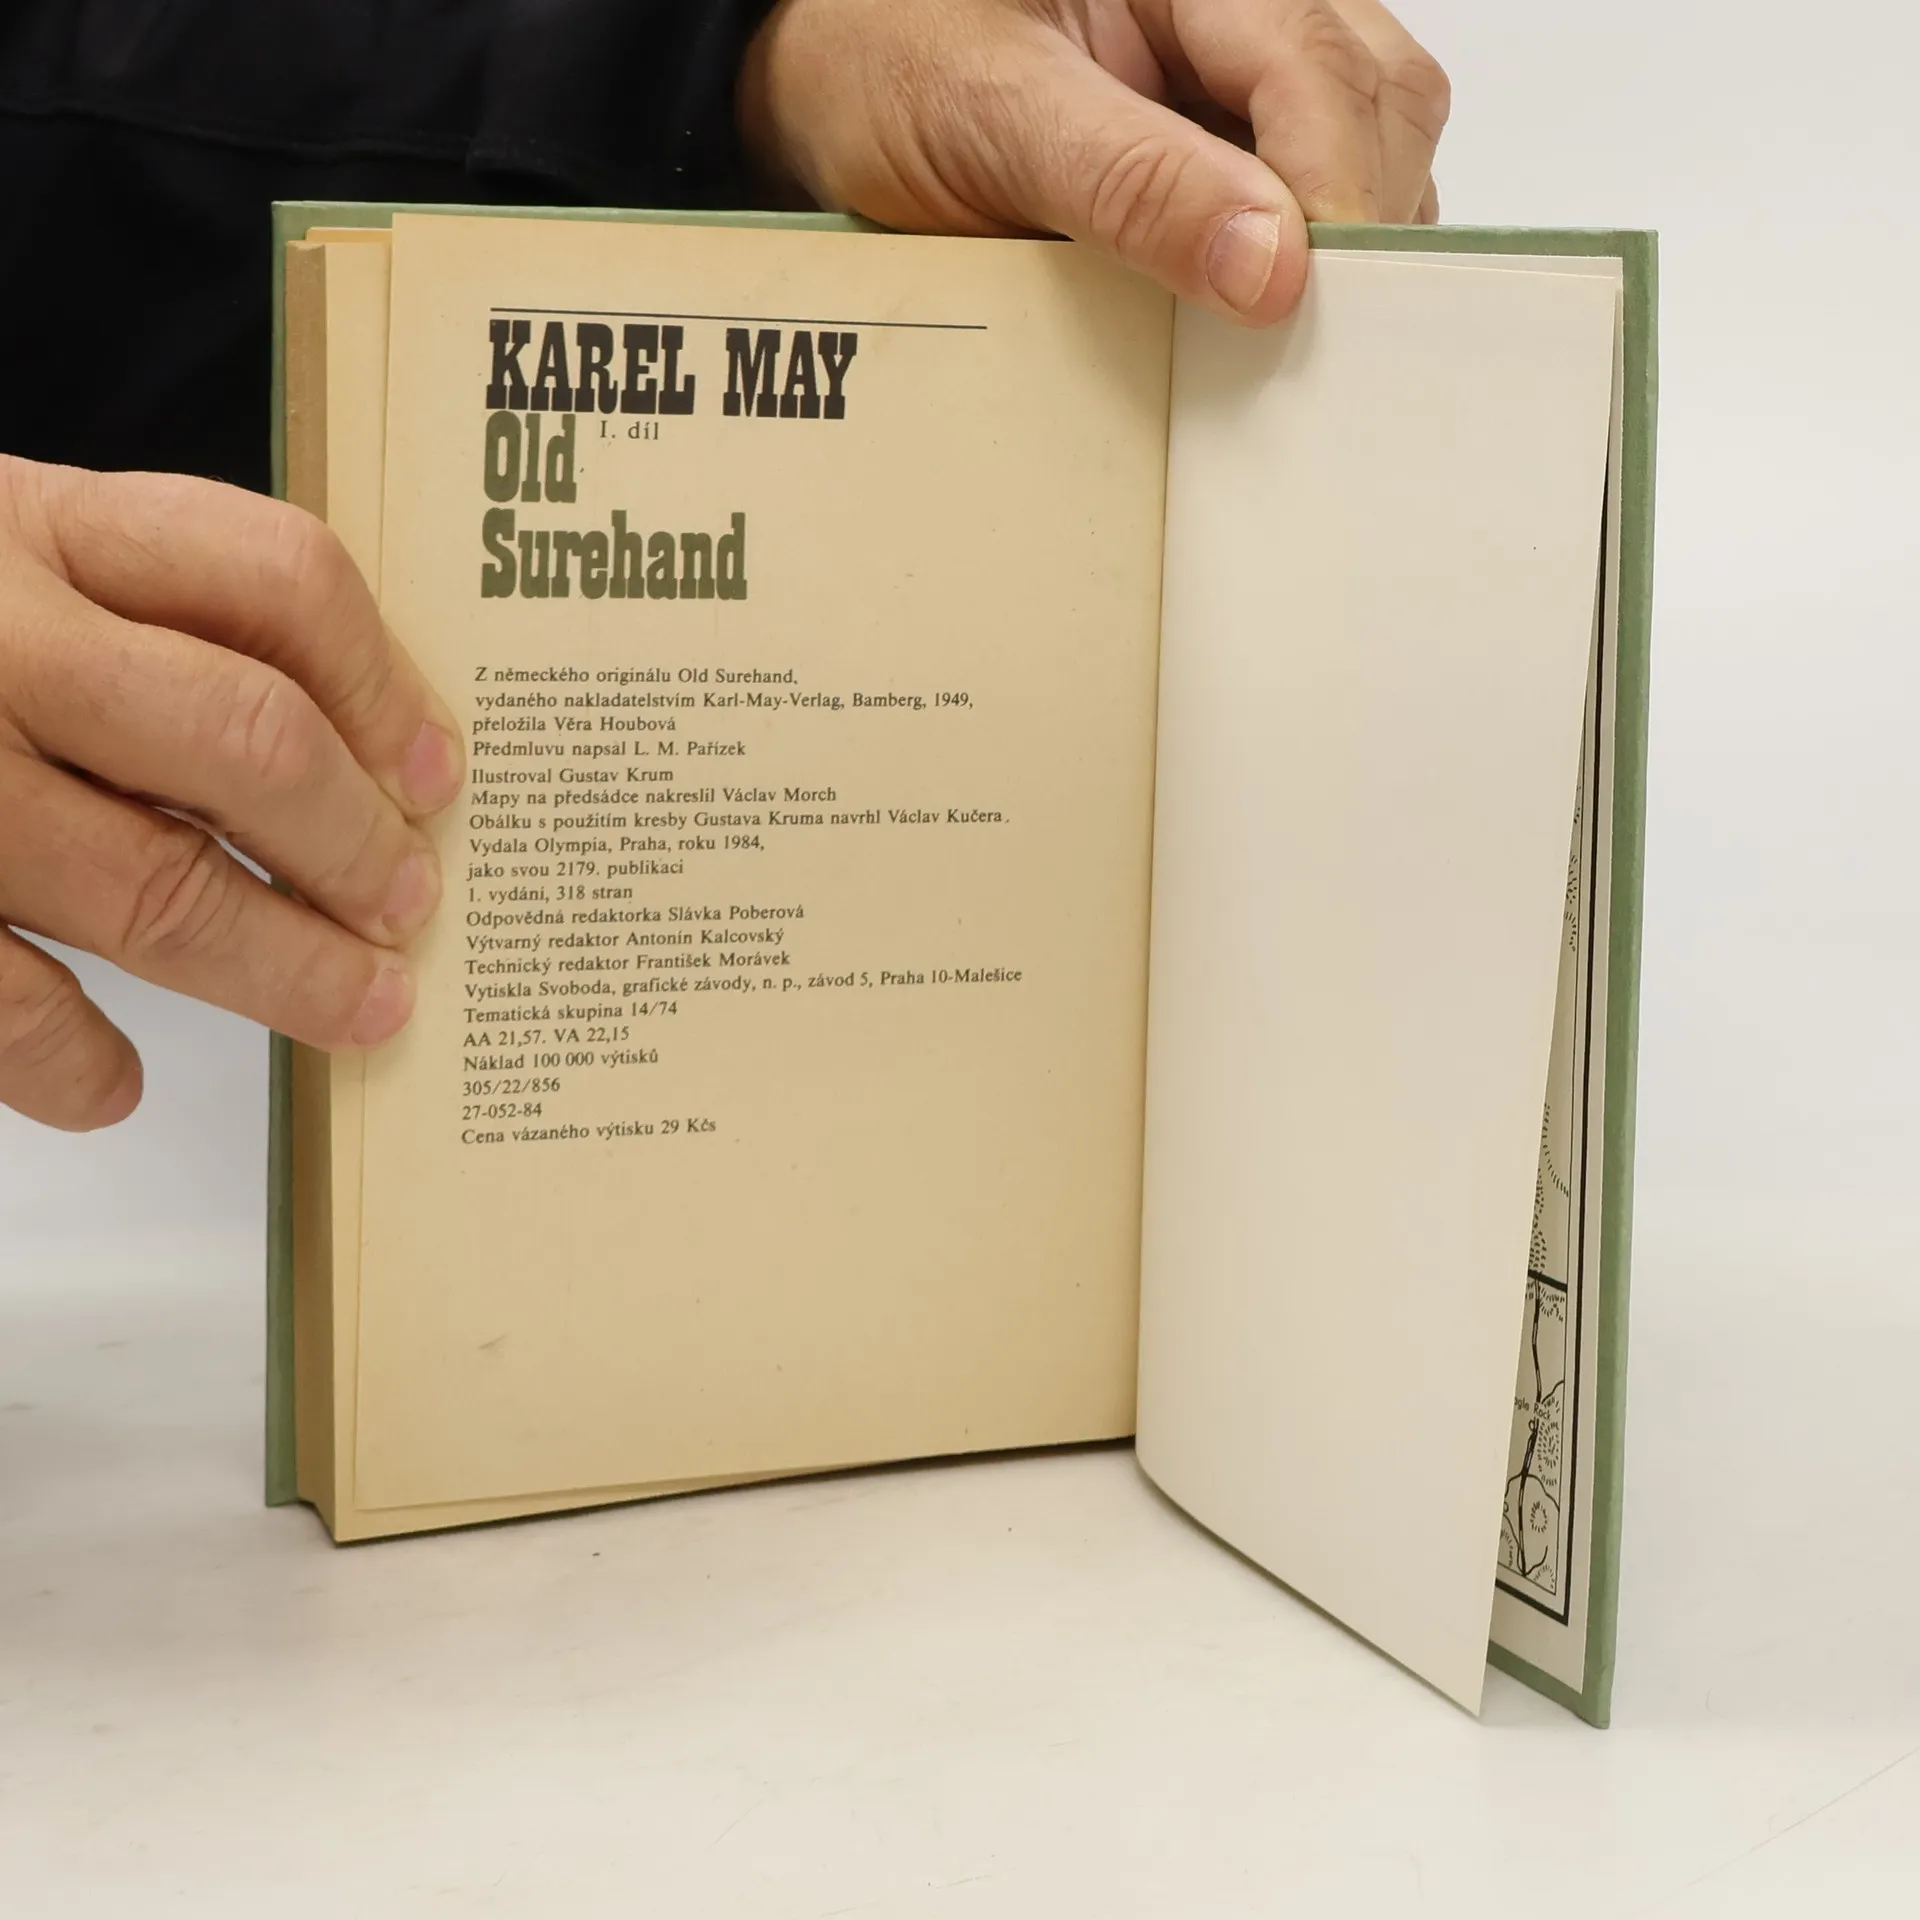 KAREL MAY
I. díl
Old
Surehand
Z německého originálu Old Surehand,
vydaného nakladatelstvím Karl-May-Verlag, Bamberg, 1949,
přeložila Věra Houbová
Předmluvu napsal L. M. Pařízek
Ilustroval Gustav Krum
Mapy na předsádce nakreslil Václav Morch
Obálku s použitím kresby Gustava Kruma navrhl Václav Kučera.
Vydala Olympia, Praha, roku 1984,
jako svou 2179. publikaci
1. vydání, 318 stran
Odpovědná redaktorka Slávka Poberová
Výtvarný redaktor Antonín Kalcovský
Technický redaktor František Morávek
Vytiskla Svoboda, grafické závody, n. p., závod 5, Praha 10-Malešice
Tematická skupina 14/74
AA 21,57. VA 22,15
Náklad 100 000 výtisků
305/22/856
27-052-84
Cena vázaného výtisku 29 Kčs
Rock